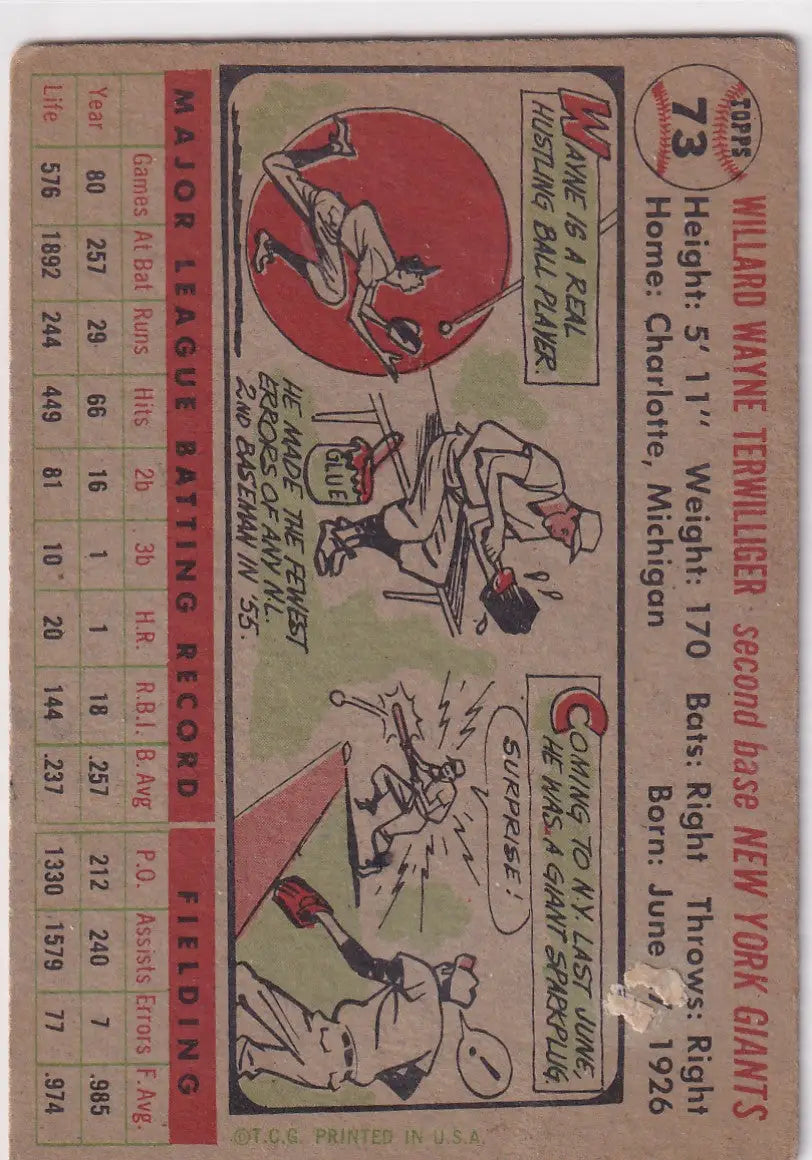 TOPPS
73
WILLARD WAYNE TERWILLIGER · second base NEW YORK GIANTS
Height: 5' 11" Weight: 170 Bats: Right Throws: Right
Home: Charlotte, Michigan Born: June 1926
WAYNE IS A REAL
HUSTLING BALL PLAYER.
HE MADE THE FEWEST
ERRORS OF ANY N.L.
2ND BASEMAN IN '55.
GLUE
COMING TO N.Y. LAST JUNE,
HE WAS A GIANT SPARKPLUG.
SURPRISE!
!
MAJOR LEAGUE BATTING RECORD FIELDING
Games At Bat Runs Hits 2b 3b H.R. R.B.I. B. Avg P.O. Assists Errors F. Avg.
Year 80 257 29 66 16 1 1 18 .257 212 240 7 .985
Life 576 1892 244 449 81 10 20 144 .237 1330 1579 77 .974
©T.C.G. PRINTED IN U.S.A.